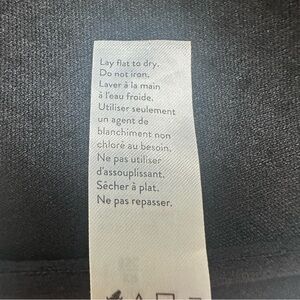 Lay flat to dry.
Do not iron.
Laver à la main
à l'eau froide.
Utiliser seulement
un agent de
blanchiment non
chloré au besoin.
Ne pas utiliser
d'assouplissant.
Sécher à plat.
Ne pas repasser.